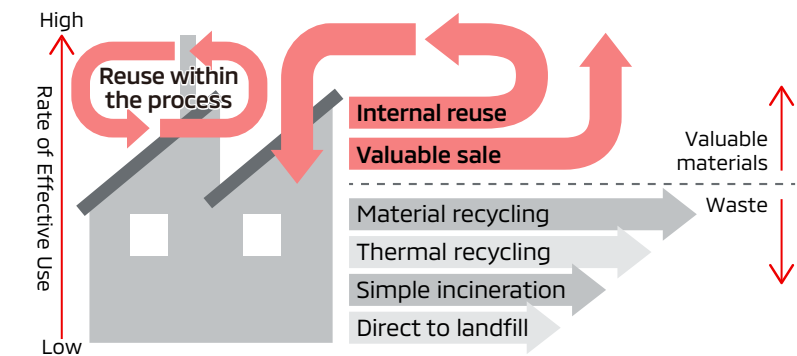 High
Rate of Effective Use
Low
Reuse within
the process
Internal reuse
Valuable sale
Valuable
materials
Waste
Material recycling
Thermal recycling
Simple incineration
Direct to landfill